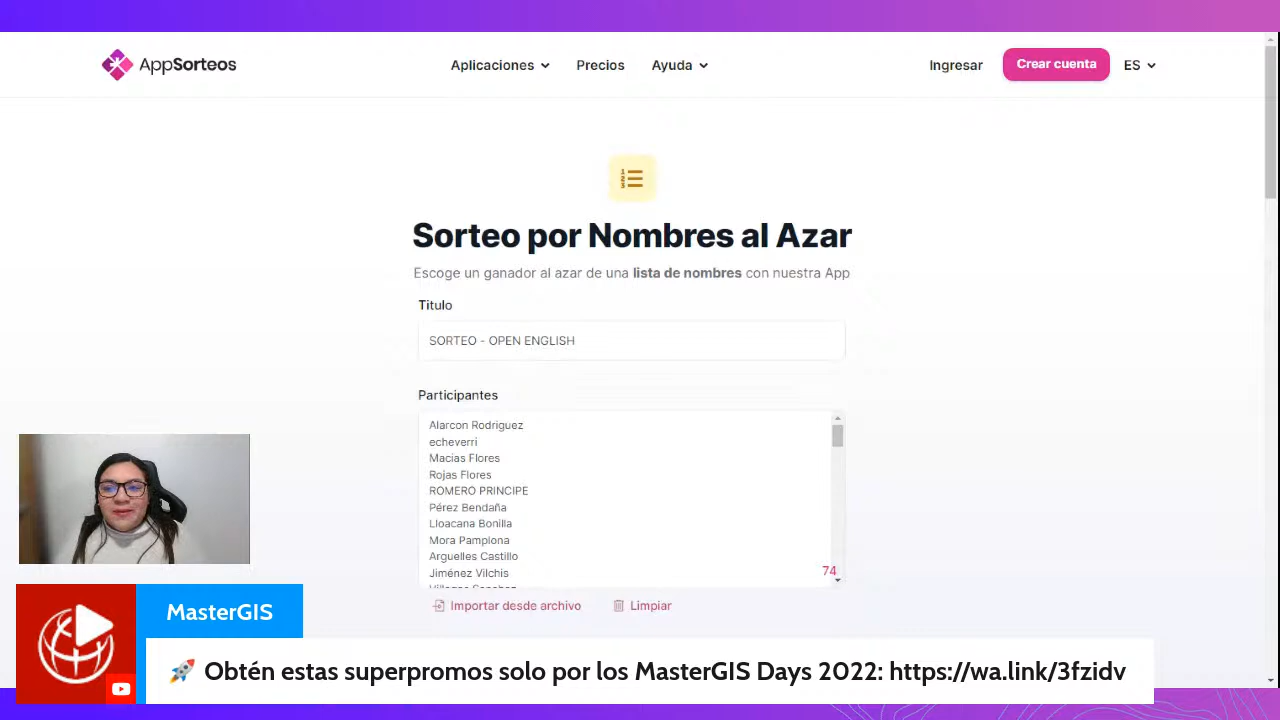 AppSorteos
Aplicaciones
Precios
Ayuda
Ingresar
Crear cuenta
ES
Sorteo por Nombres al Azar
Escoge un ganador al azar de una lista de nombres con nuestra App
Titulo
SORTEO - OPEN ENGLISH
Participantes
Alarcon Rodriguez
echeverri
Macias Flores
Rojas Flores
ROMERO PRINCIPE
Pérez Bendaña
Lloacana Bonilla
Mora Pamplona
Arguelles Castillo
Jiménez Vilchis
74
Importar desde archivo
Limpiar
MasterGIS
🚀 Obtén estas superpromos solo por los MasterGIS Days 2022: https://wa.link/3fzidv